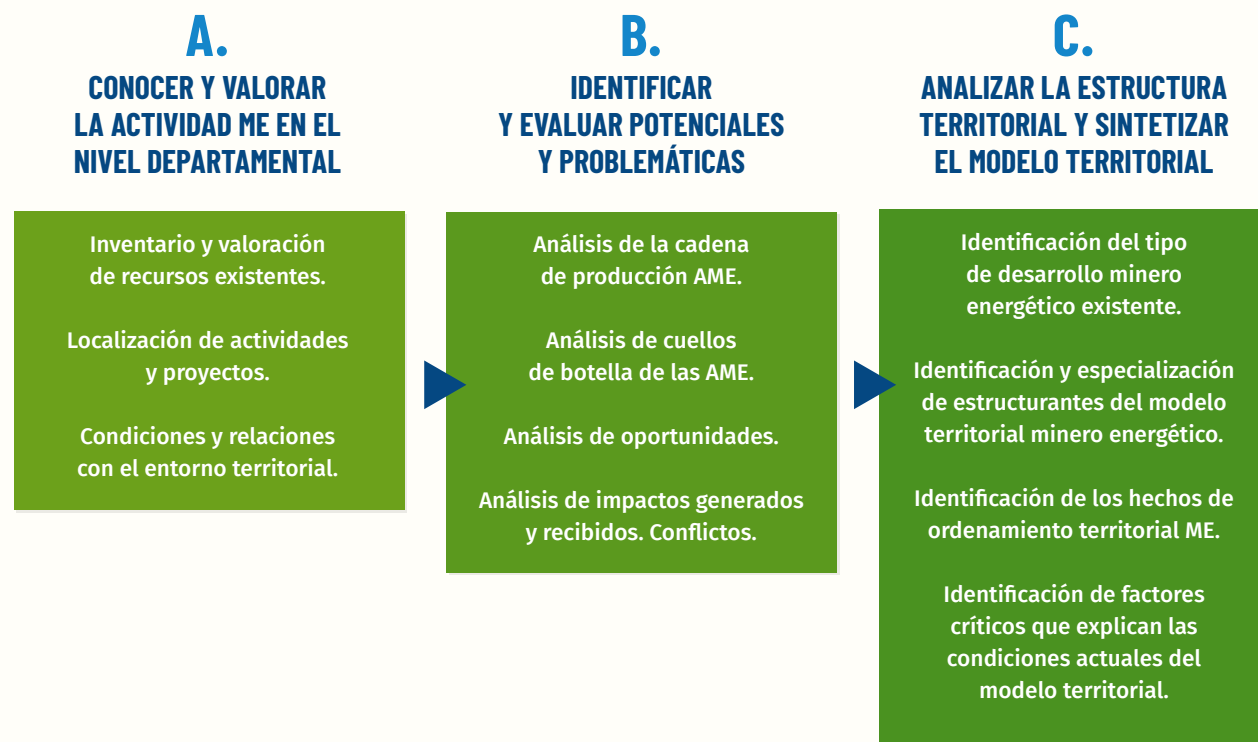 A.
CONOCER Y VALORAR
LA ACTIVIDAD ME EN EL
NIVEL DEPARTAMENTAL
Inventario y valoración
de recursos existentes.
Localización de actividades
y proyectos.
Condiciones y relaciones
con el entorno territorial.
B.
IDENTIFICAR
Y EVALUAR POTENCIALES
Y PROBLEMÁTICAS
Análisis de la cadena
de producción AME.
Análisis de cuellos
de botella de las AME.
Análisis de oportunidades.
Análisis de impactos generados
y recibidos. Conflictos.
C.
ANALIZAR LA ESTRUCTURA
TERRITORIAL Y SINTETIZAR
EL MODELO TERRITORIAL
Identificación del tipo
de desarrollo minero
energético existente.
Identificación y especialización
de estructurantes del modelo
territorial minero energético.
Identificación de los hechos de
ordenamiento territorial ME.
Identificación de factores
críticos que explican las
condiciones actuales del
modelo territorial.